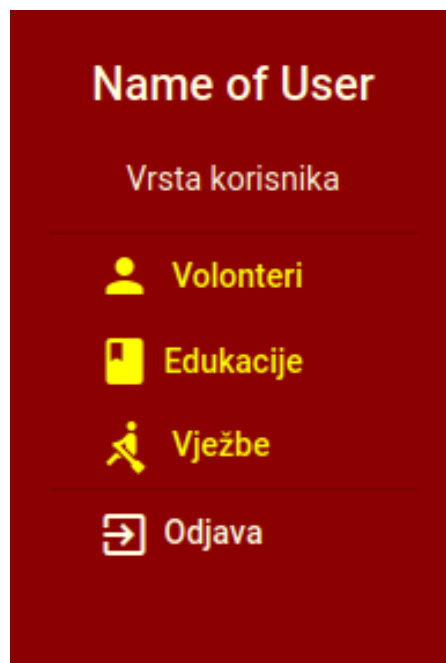 Name of User
Vrsta korisnika
Volonteri
Edukacije
Vježbe
Odjava